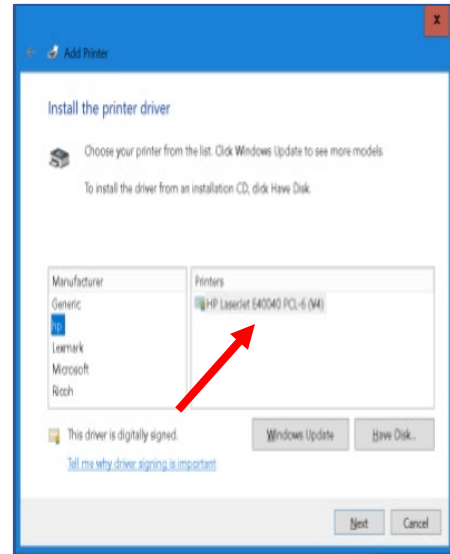 x
Add Printer
Install the printer driver
Choose your printer from the list. Click Windows Update to see more models.
To install the driver from an installation CD, click Have Disk.
Manufacturer
Generic
hp
Lexmark
Microsoft
Ricoh
Printers
HP LaserJet E40040 PCL-6 (V4)
This driver is digitally signed.
Tell me why driver signing is important
Windows Update
Have Disk...
Next
Cancel